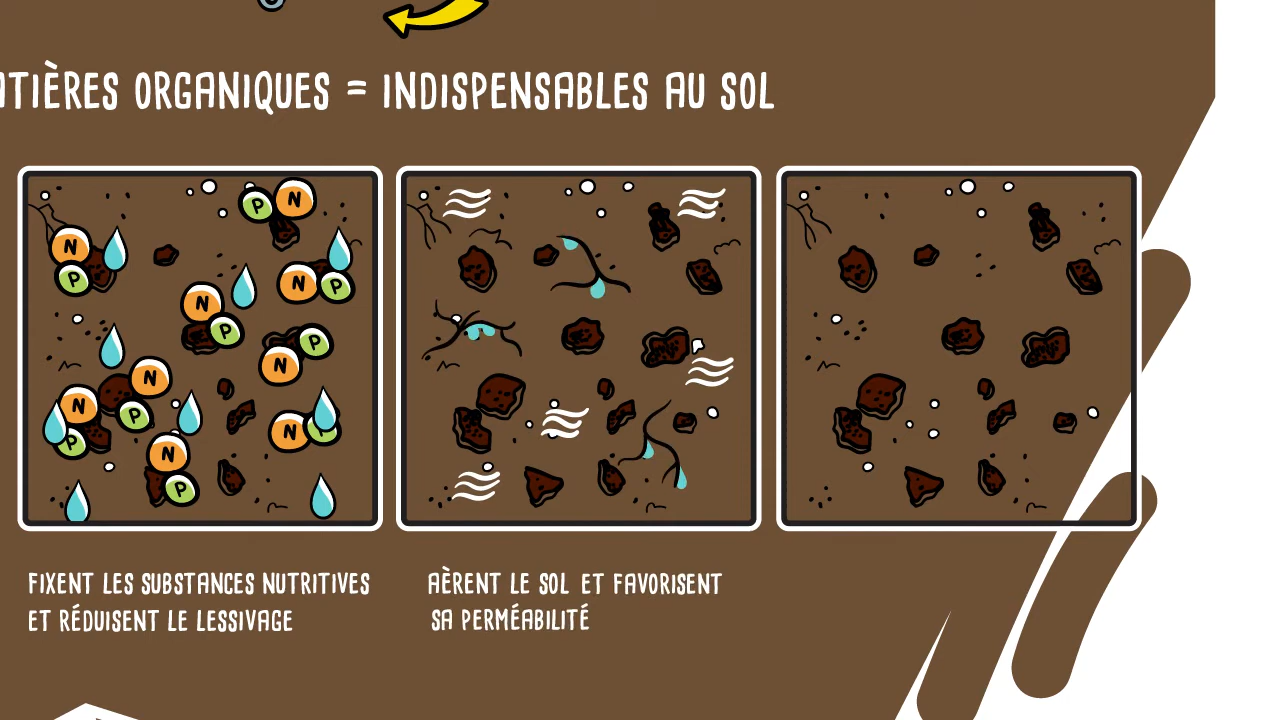 ORGANIQUES = INDISPENSABLES AU SOL
P N
N
P
N
P
N P
P
N
N
N
P
P
N
N
P
FIXENT LES SUBSTANCES NUTRITIVES
ET RÉDUISENT LE LESSIVAGE
AÈRENT LE SOL ET FAVORISENT
SA PERMÉABILITÉ